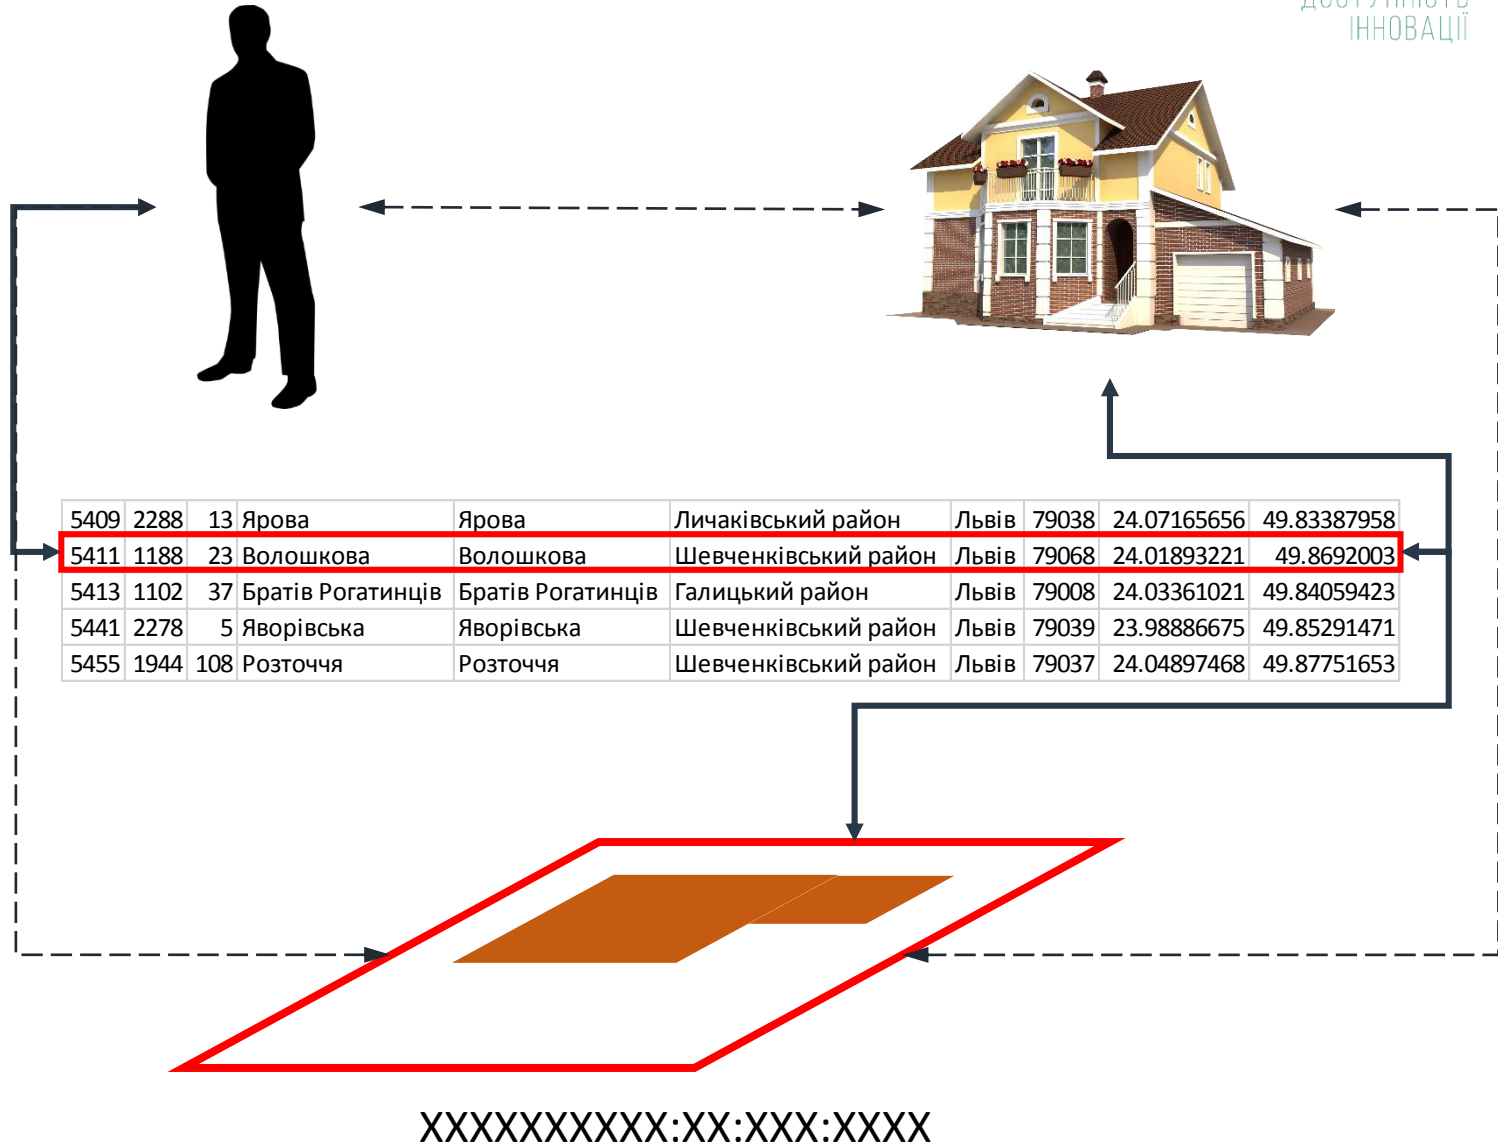 ІННОВАЦІЇ
5409 2288 13 Ярова Ярова Личаківський район Львів 79038 24.07165656 49.83387958
5411 1188 23 Волошкова Волошкова Шевченківський район Львів 79068 24.01893221 49.8692003
5413 1102 37 Братів Рогатинців Братів Рогатинців Галицький район Львів 79008 24.03361021 49.84059423
5441 2278 5 Яворівська Яворівська Шевченківський район Львів 79039 23.98886675 49.85291471
5455 1944 108 Розточчя Розточчя Шевченківський район Львів 79037 24.04897468 49.87751653
XXXXXXXXXX:XX:XXX:XXXX